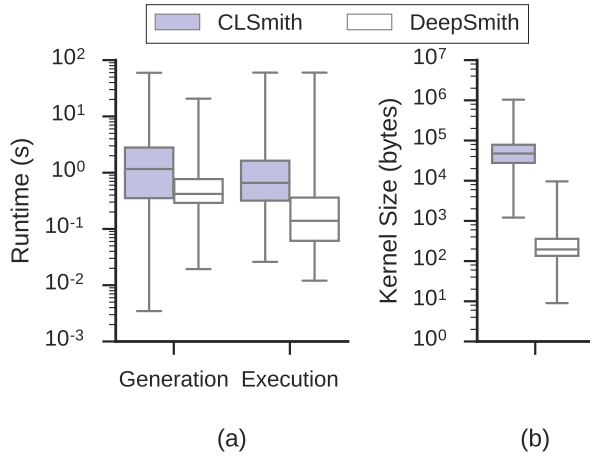 CLSmith DeepSmith
Runtime (s)
10²
10¹
10⁰
10⁻¹
10⁻²
10⁻³
Generation Execution
(a)
Kernel Size (bytes)
10⁷
10⁶
10⁵
10⁴
10³
10²
10¹
10⁰
(b)